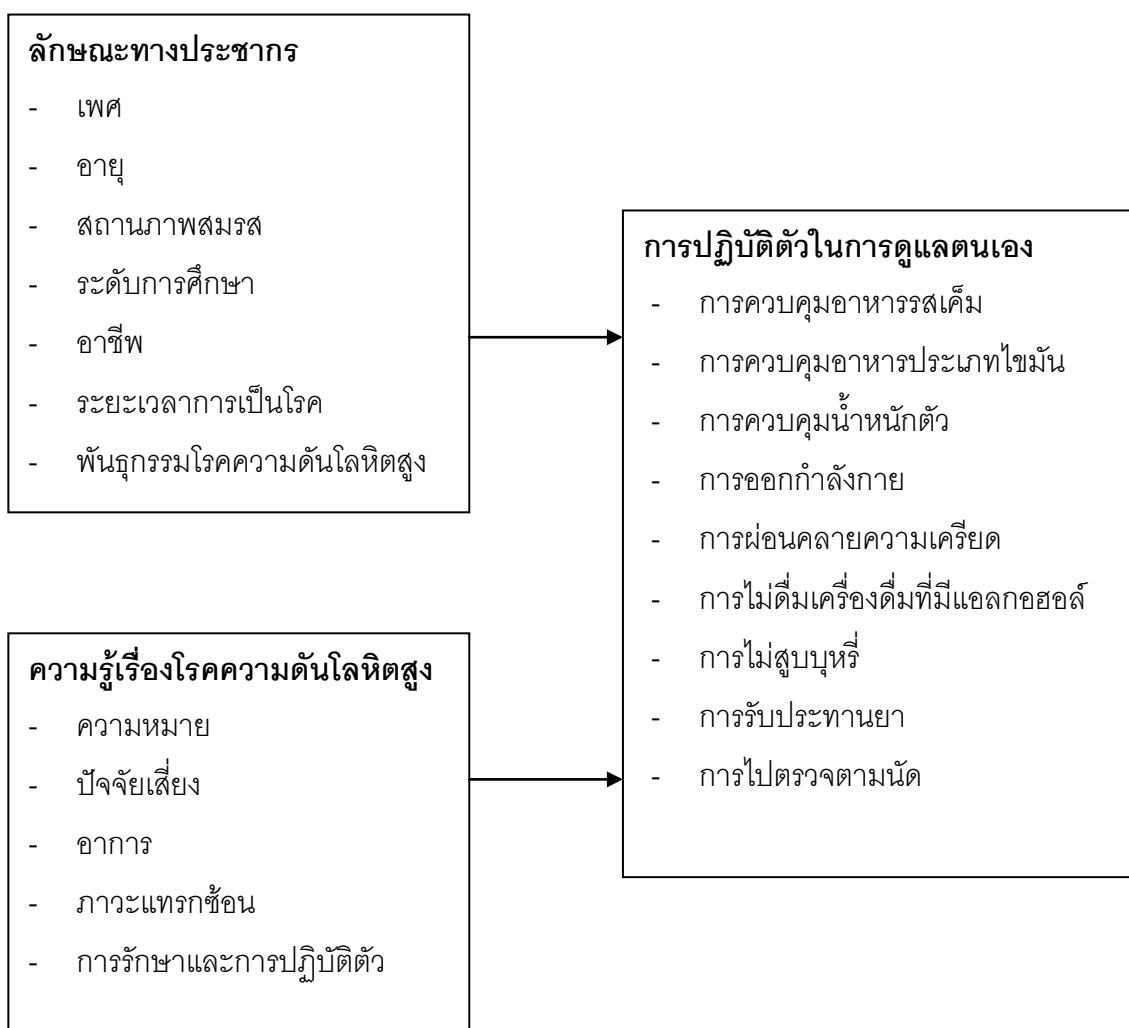 ลักษณะทางประชากร
- เพศ
- อายุ
- สถานภาพสมรส
- ระดับการศึกษา
- อาชีพ
- ระยะเวลาการเป็นโรค
- พันธุกรรมโรคความดันโลหิตสูง
ความรู้เรื่องโรคความดันโลหิตสูง
- ความหมาย
- ปัจจัยเสี่ยง
- อาการ
- ภาวะแทรกซ้อน
- การรักษาและการปฏิบัติตัว
การปฏิบัติตัวในการดูแลตนเอง
- การควบคุมอาหารรสเค็ม
- การควบคุมอาหารประเภทไขมัน
- การควบคุมน้ำหนักตัว
- การออกกำลังกาย
- การผ่อนคลายความเครียด
- การไม่ดื่มเครื่องดื่มที่มีแอลกอฮอล์
- การไม่สูบบุหรี่
- การรับประทานยา
- การไปตรวจตามนัด